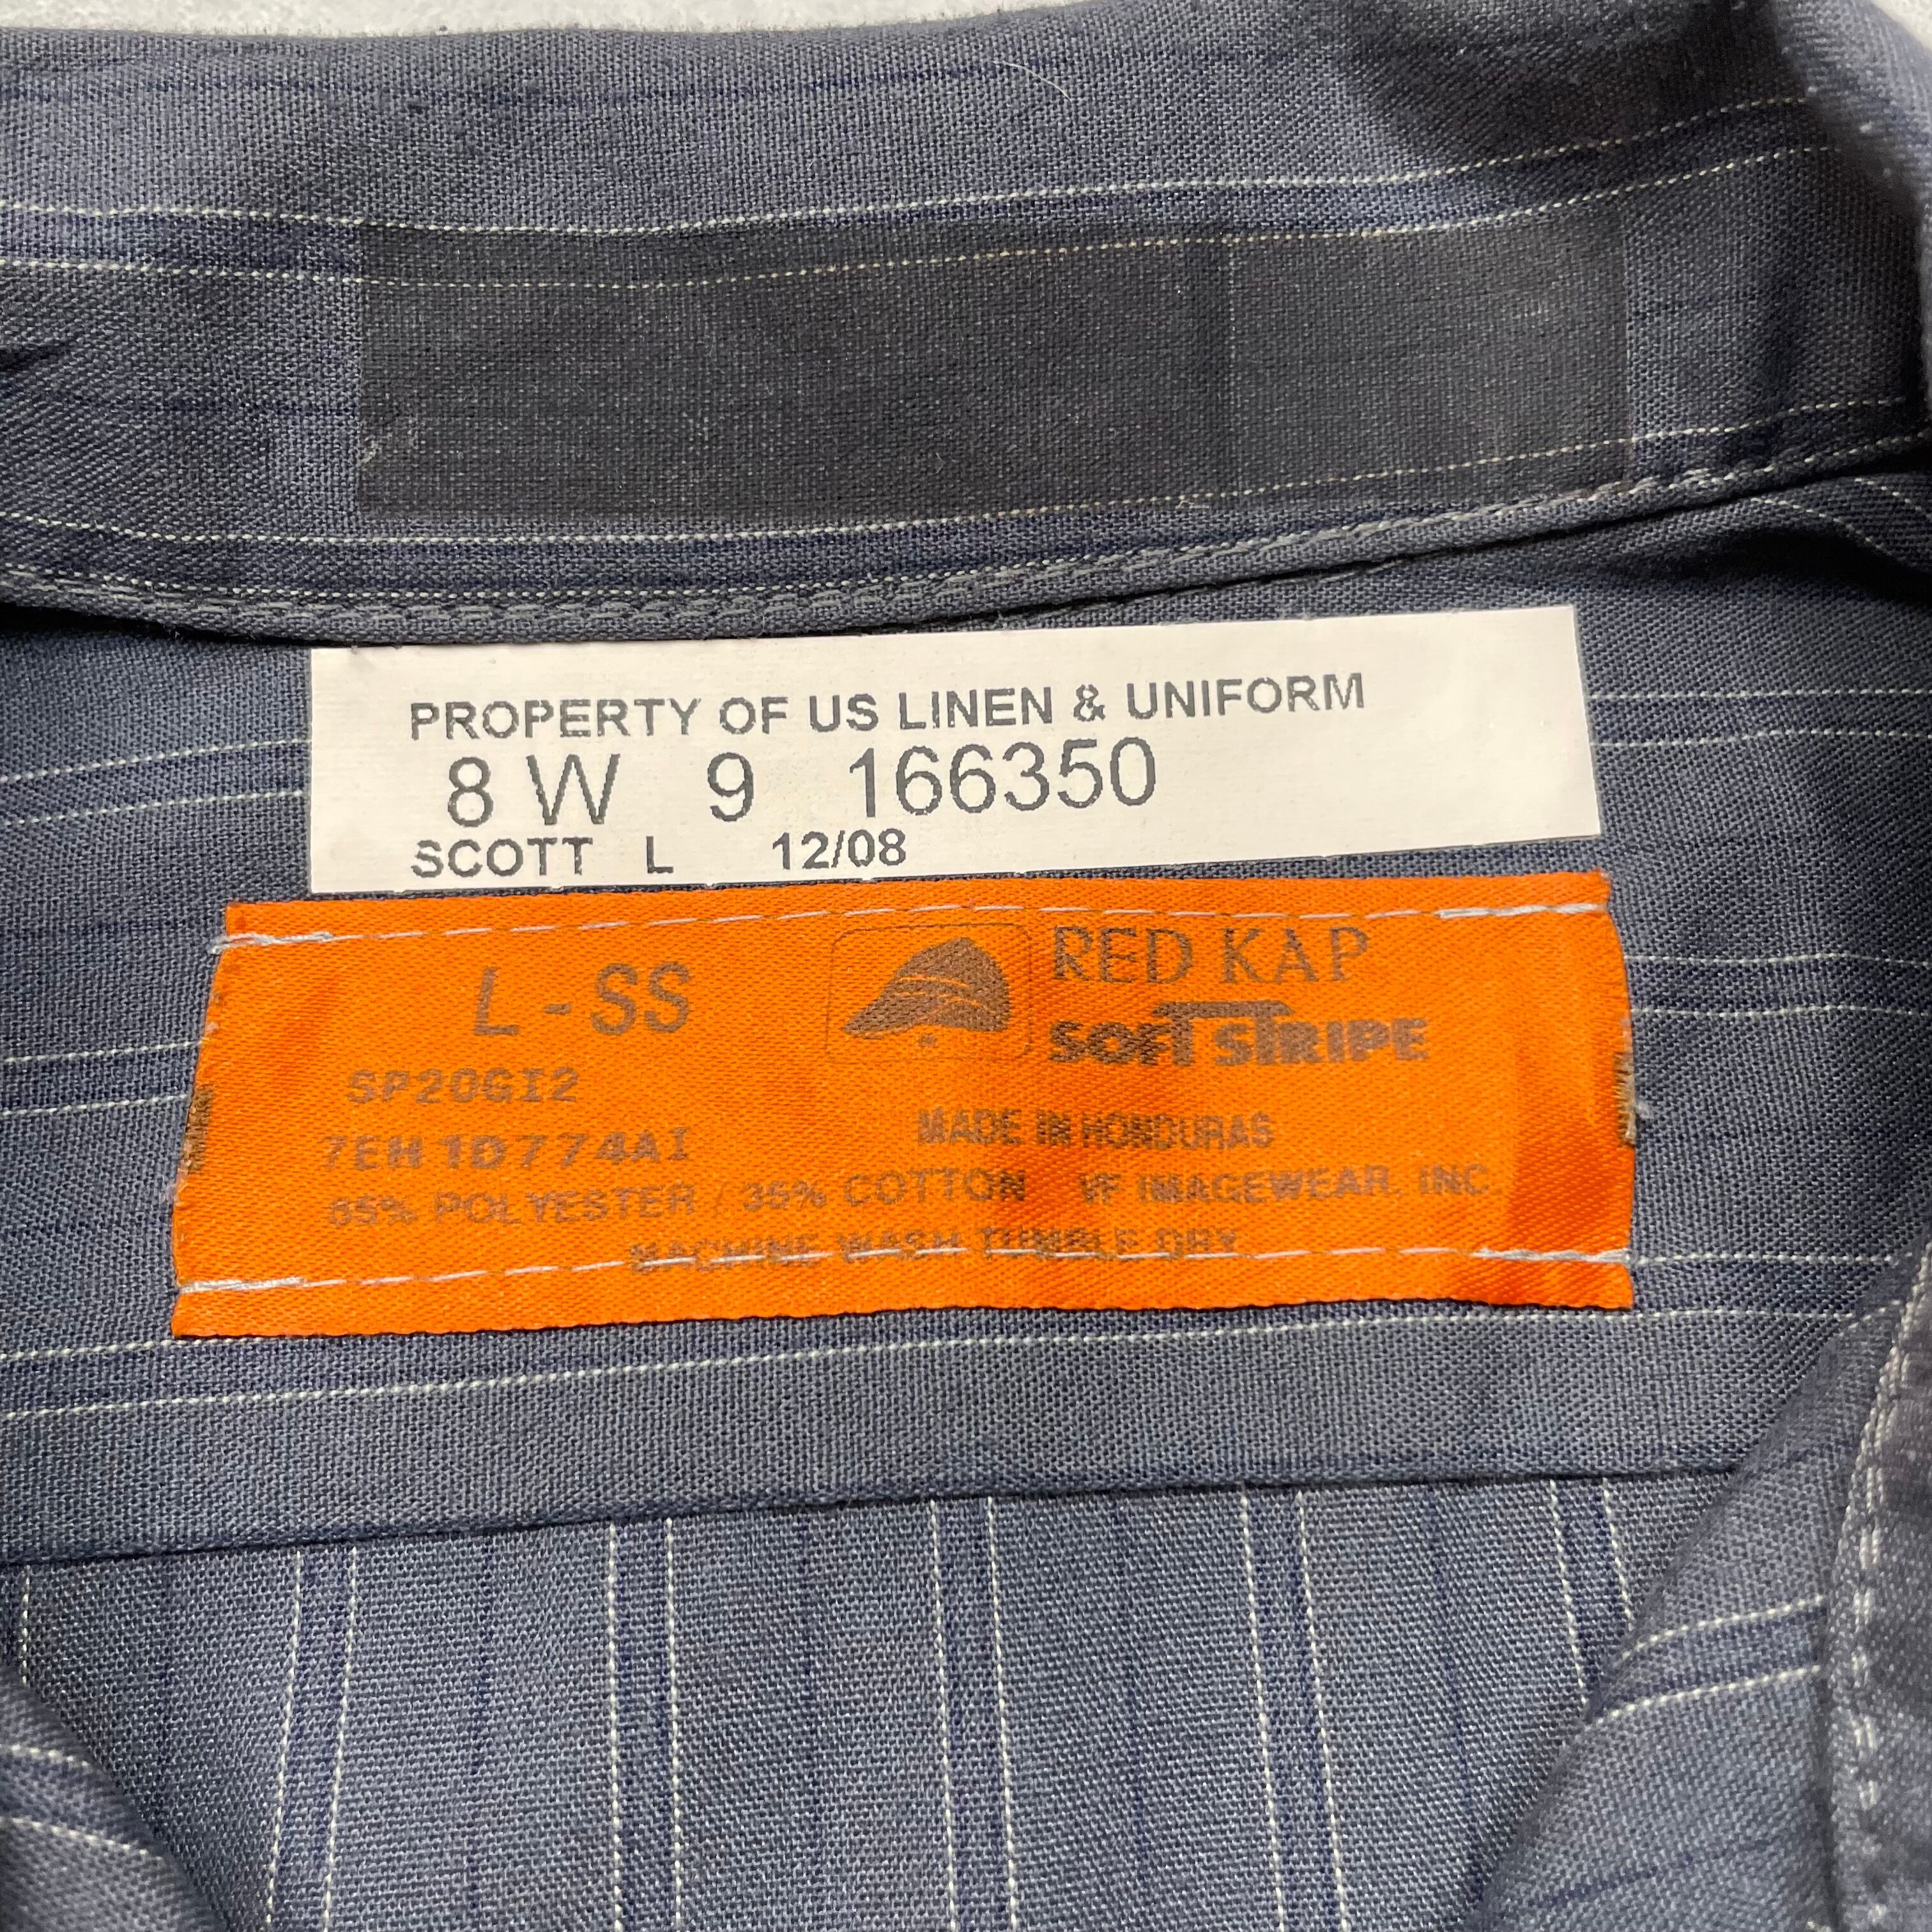 PROPERTY OF US LINEN & UNIFORM
8 W 9 166350
SCOTT L 12/08
L-SS
RED KAP
SOFT STRIPE
SP20GI2
7EH1D774AI
MADE IN HONDURAS
65% POLYESTER / 35% COTTON VF IMAGEWEAR, INC.
MACHINE WASH TUMBLE DRY